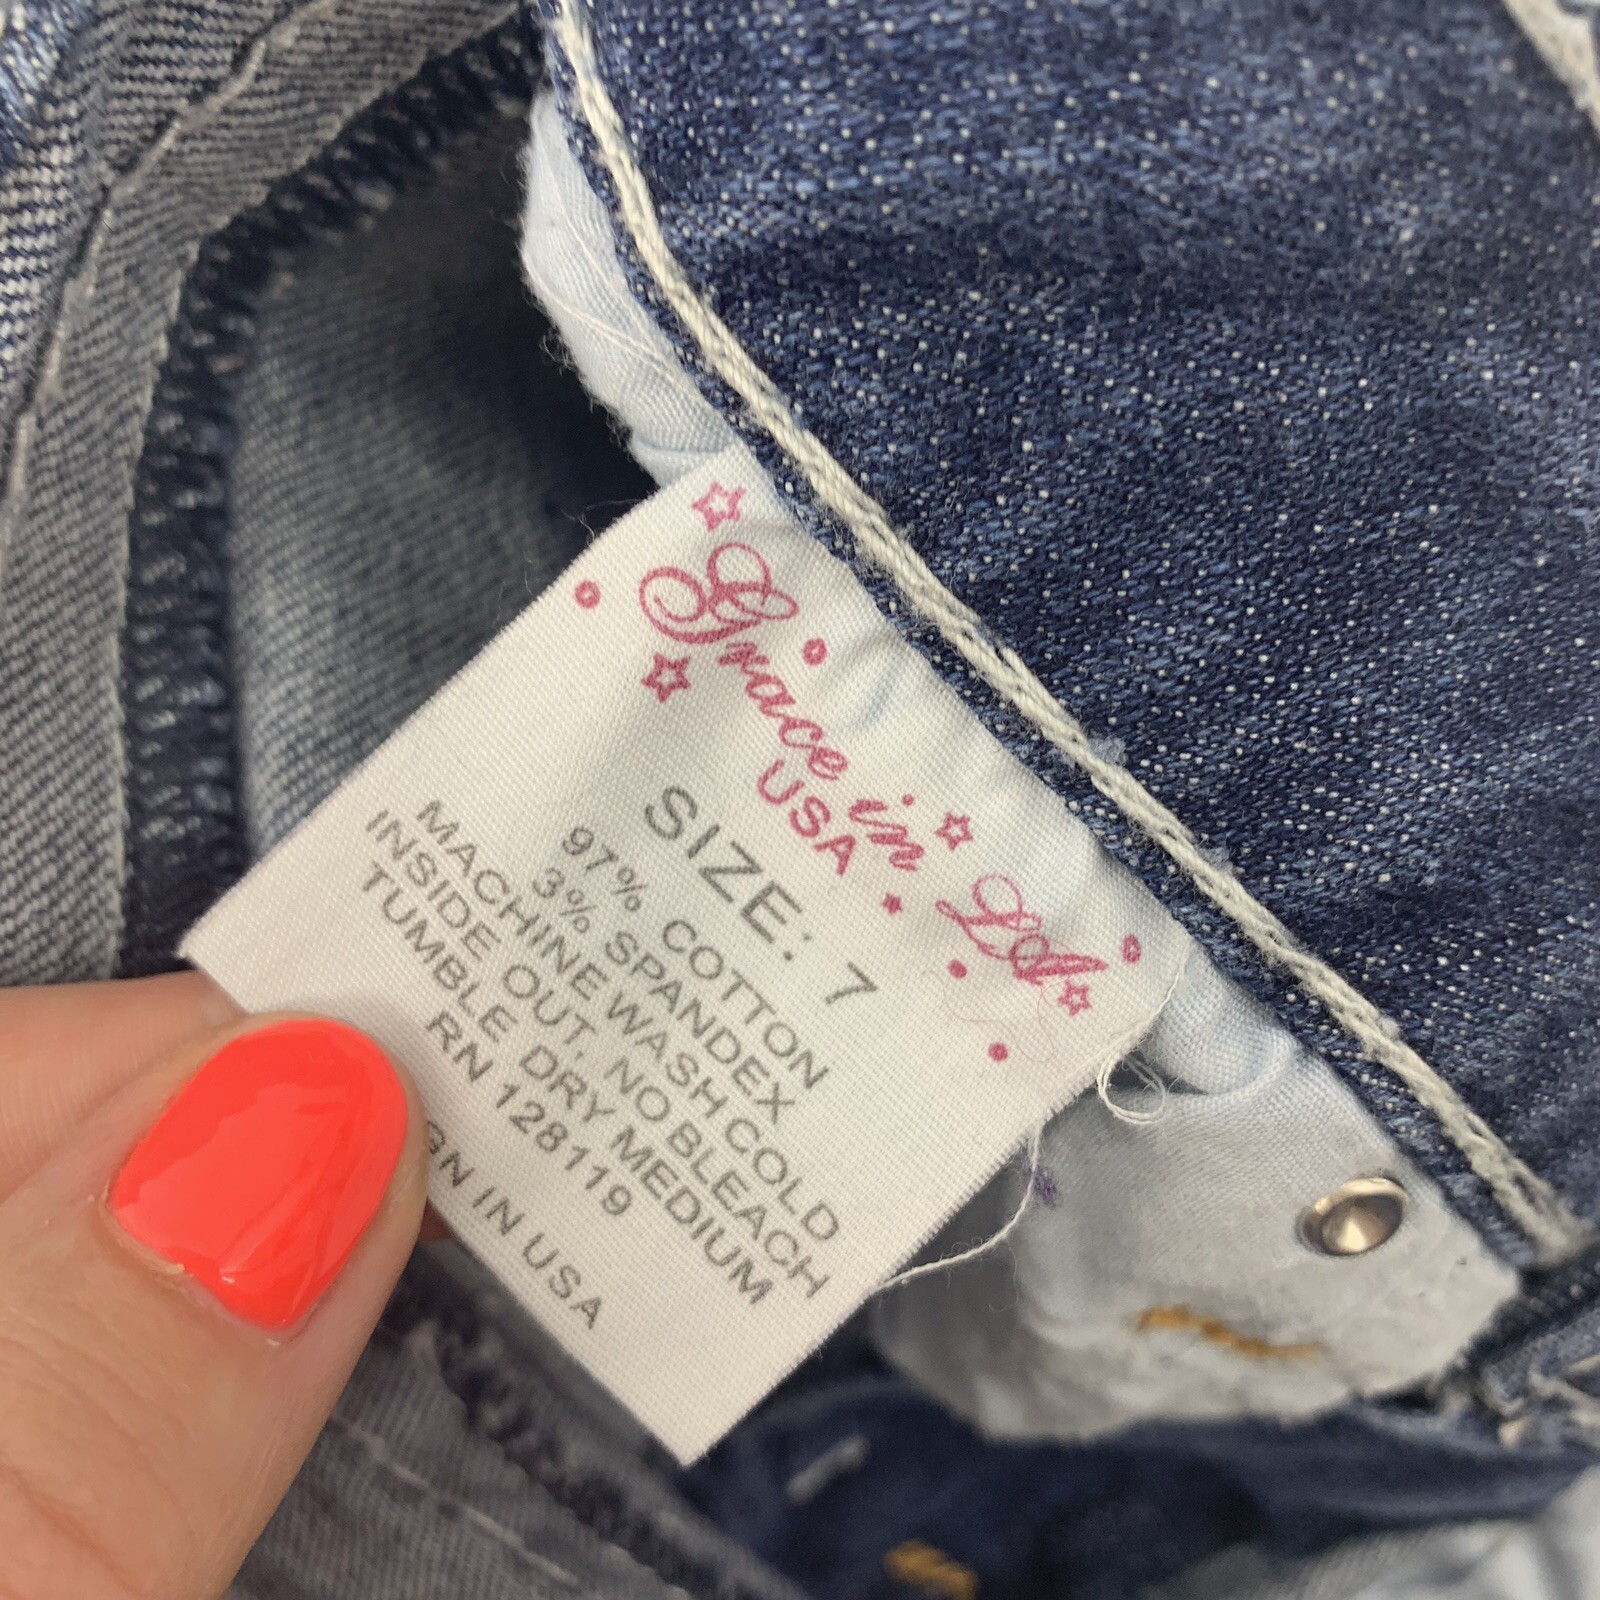 Grace in LA
USA
SIZE: 7
97% COTTON
3% SPANDEX
MACHINE WASH COLD
INSIDE OUT, NO BLEACH
TUMBLE DRY MEDIUM
RN 128119
IN USA